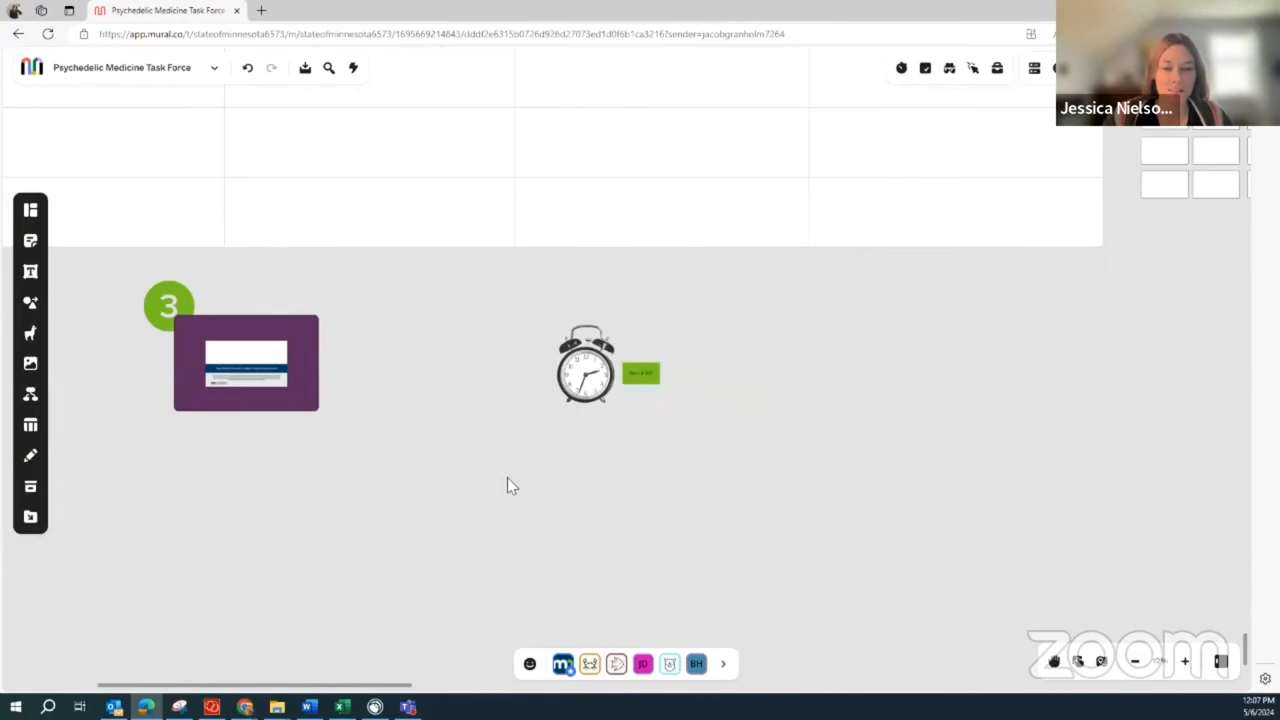 Psychedelic Medicine Task Force
https://app.mural.co/t/stateofminnesota6573/m/stateofminnesota6573/1695669214843/dddf2e6315b0726d926d27073ed1d0f6b1ca3216?sender=jacobgranholm7264
Psychedelic Medicine Task Force
Jessica Nielso...
3
JD
BH
zoom
12%
12:07 PM
5/6/2024